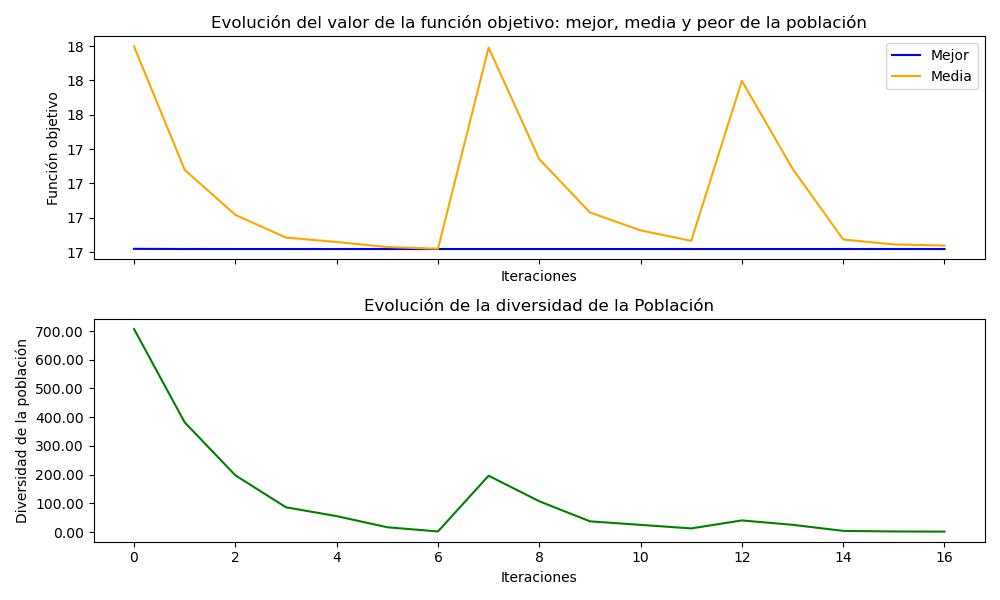 Evolución del valor de la función objetivo: mejor, media y peor de la población
Función objetivo
18
18
18
17
17
17
17
Mejor
Media
Iteraciones
Evolución de la diversidad de la Población
Diversidad de la población
700.00
600.00
500.00
400.00
300.00
200.00
100.00
0.00
0 2 4 6 8 10 12 14 16
Iteraciones